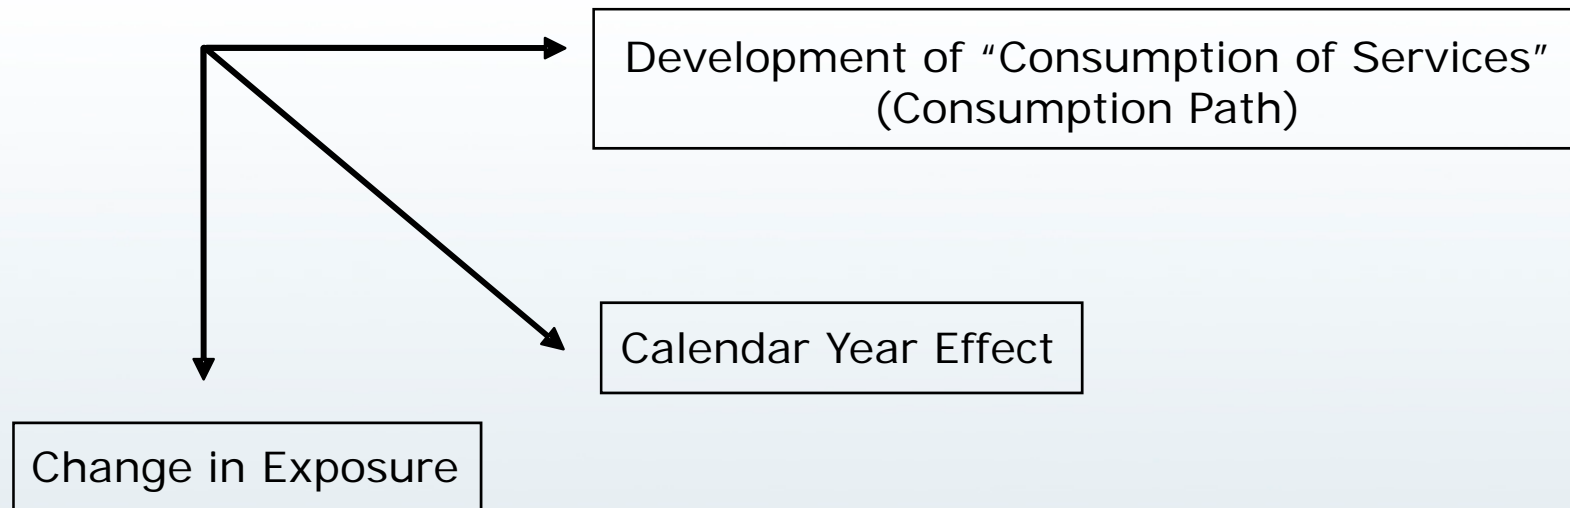 Development of “Consumption of Services”
(Consumption Path)
Calendar Year Effect
Change in Exposure